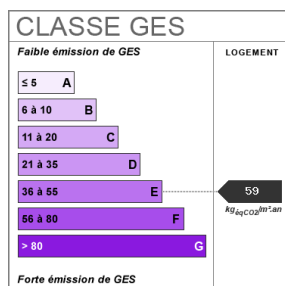 CLASSE GES
Faible émission de GES
LOGEMENT
≤ 5 A
6 à 10 B
11 à 20 C
21 à 35 D
36 à 55 E
59
kgéqCO2/m².an
56 à 80 F
> 80 G
Forte émission de GES